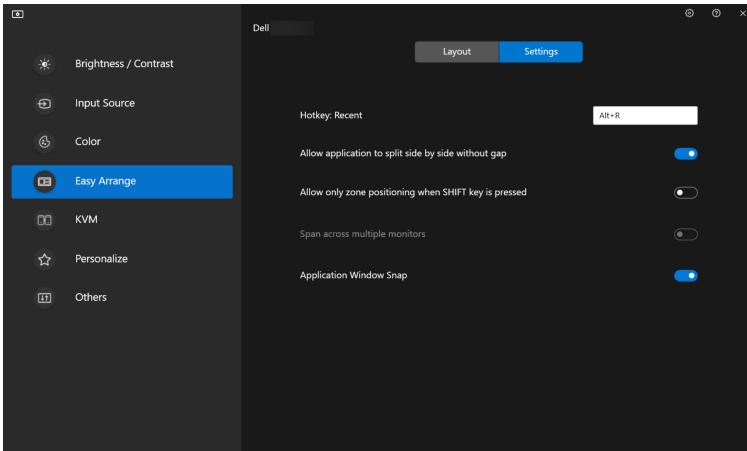 Dell
Layout
Settings
Brightness / Contrast
Input Source
Color
Easy Arrange
KVM
Personalize
Others
Hotkey: Recent
Alt+R
Allow application to split side by side without gap
Allow only zone positioning when SHIFT key is pressed
Span across multiple monitors
Application Window Snap